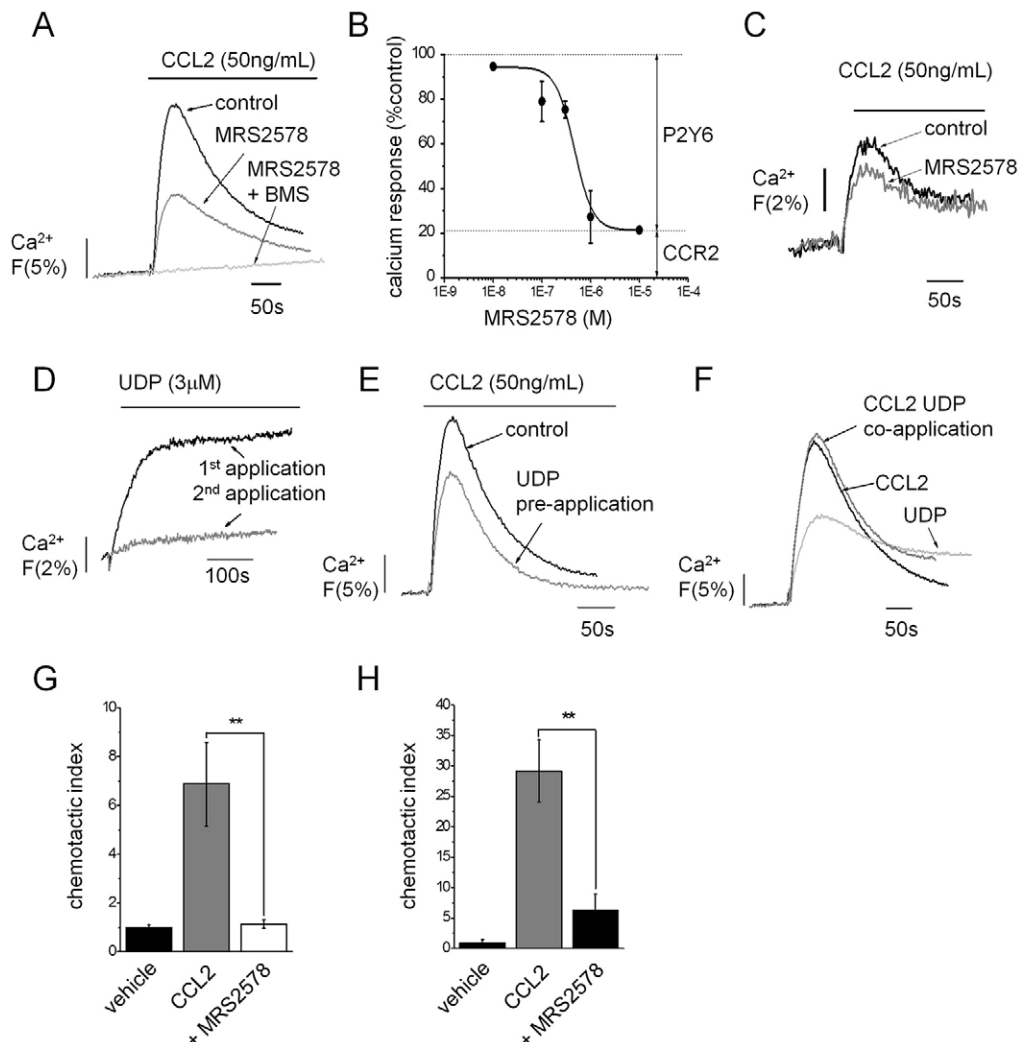 A
CCL2 (50ng/mL)
control
MRS2578
MRS2578
+ BMS
Ca²⁺
F(5%)
50s
B
calcium response (%control)
100
80
60
40
20
0
1E-9
1E-8
1E-7
1E-6
1E-5
1E-4
MRS2578 (M)
P2Y6
CCR2
C
CCL2 (50ng/mL)
control
MRS2578
Ca²⁺
F(2%)
50s
D
UDP (3μM)
1st application
2nd application
Ca²⁺
F(2%)
100s
E
CCL2 (50ng/mL)
control
UDP
pre-application
Ca²⁺
F(5%)
50s
F
CCL2 UDP
co-application
CCL2
UDP
Ca²⁺
F(5%)
50s
G
chemotactic index
10
8
6
4
2
0
**
vehicle
CCL2
+ MRS2578
H
chemotactic index
40
35
30
25
20
15
10
5
0
**
vehicle
CCL2
+ MRS2578